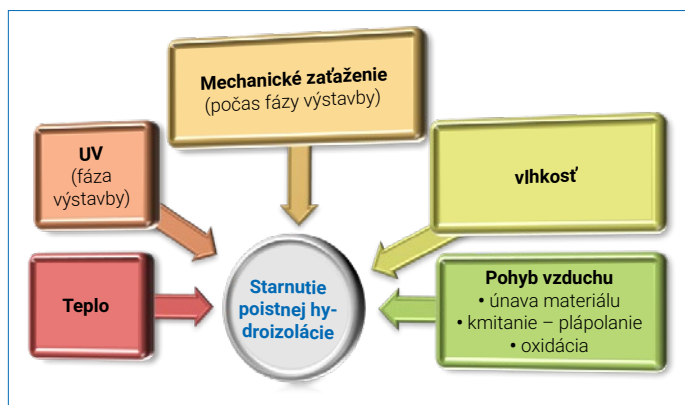 Mechanické zaťaženie
(počas fázy výstavby)
UV
(fáza
výstavby)
vlhkosť
Teplo
Starnutie
poistnej hy-
droizolácie
Pohyb vzduchu
• únava materiálu
• kmitanie – plápolanie
• oxidácia